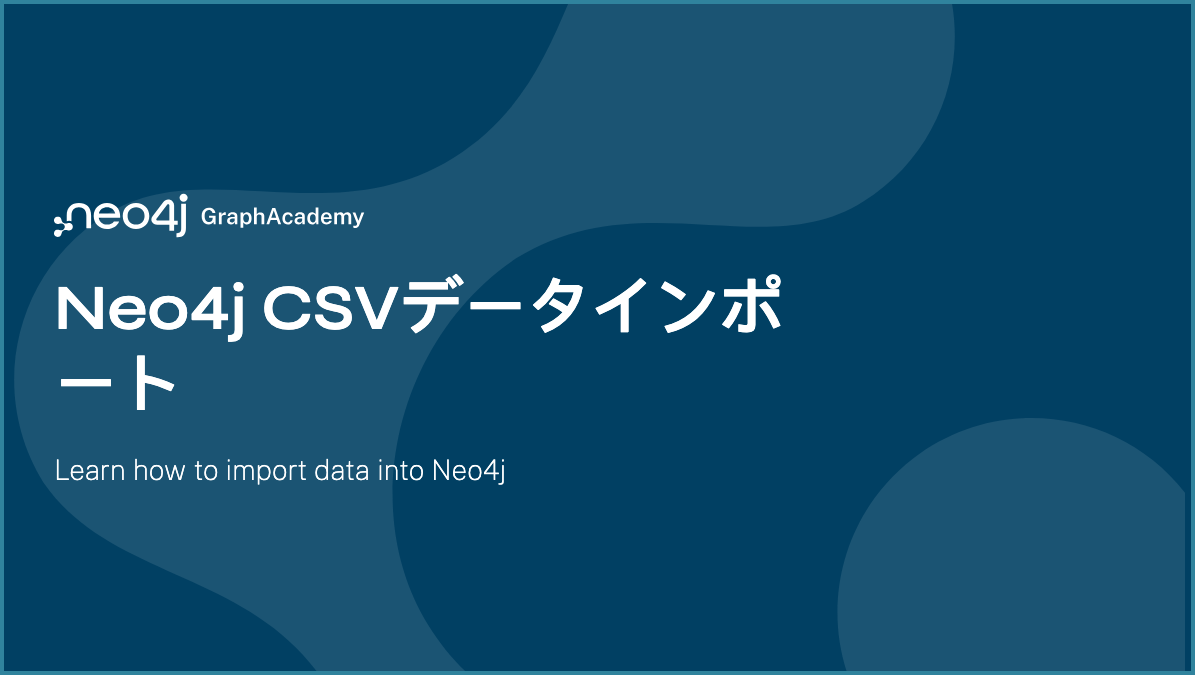 neo4j GraphAcademy
Neo4j CSVデータインポ
ート
Learn how to import data into Neo4j